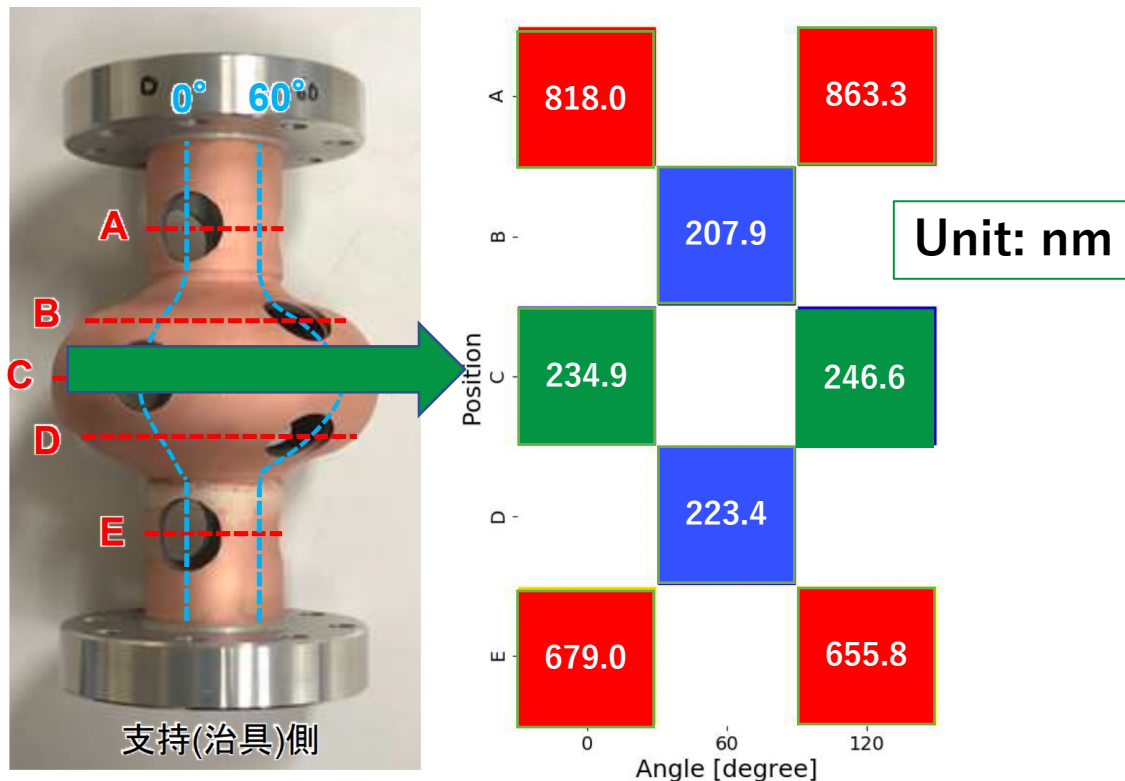 0°
60°
A
B
C
D
E
支持(治具)側
A
B
C
D
E
Position
818.0
863.3
207.9
234.9
246.6
223.4
679.0
655.8
Unit: nm
0
60
120
Angle [degree]